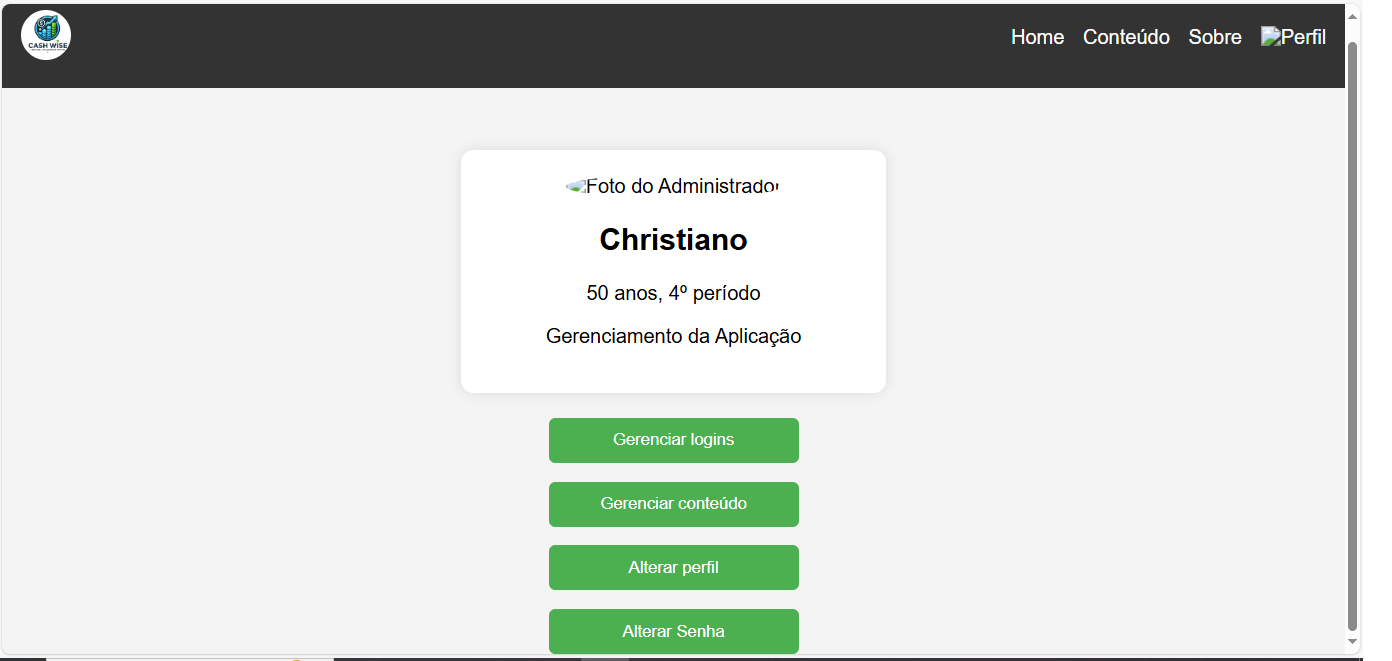 CASH WISE
Home Conteúdo Sobre Perfil
Foto do Administrador
Christiano
50 anos, 4º período
Gerenciamento da Aplicação
Gerenciar logins
Gerenciar conteúdo
Alterar perfil
Alterar Senha